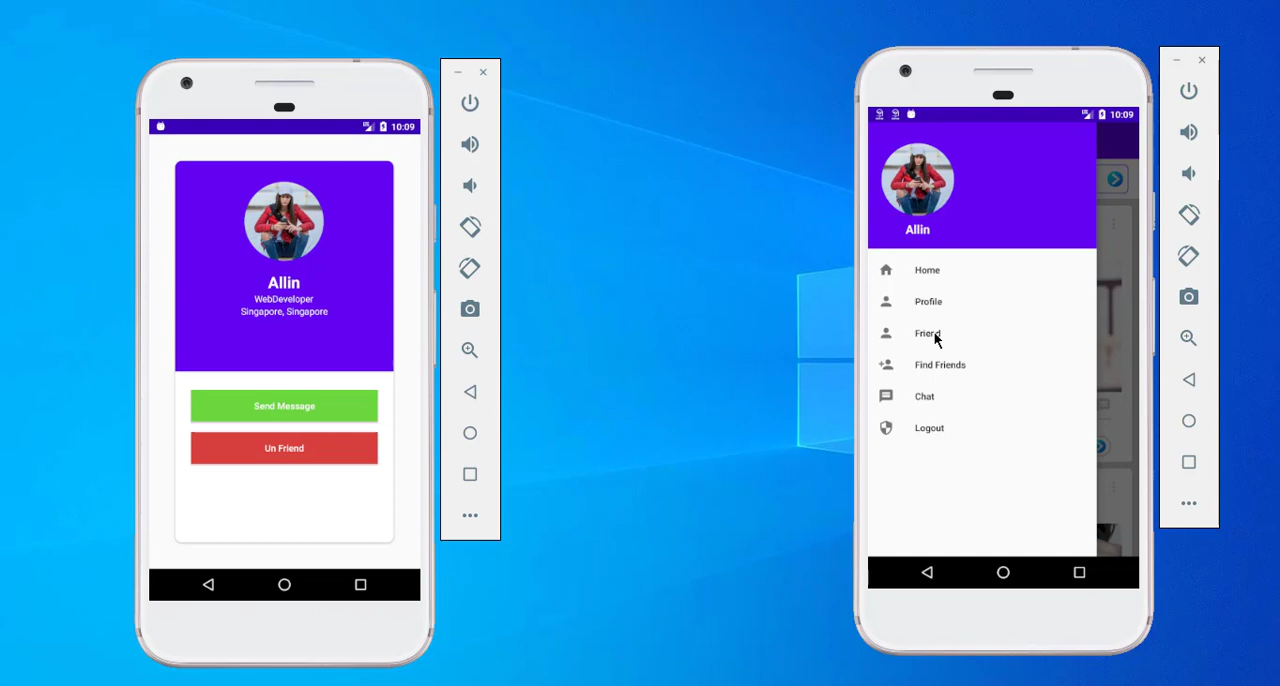 10:09
Allin
WebDeveloper
Singapore, Singapore
Send Message
Un Friend
10:09
Allin
Home
Profile
Friend
Find Friends
Chat
Logout